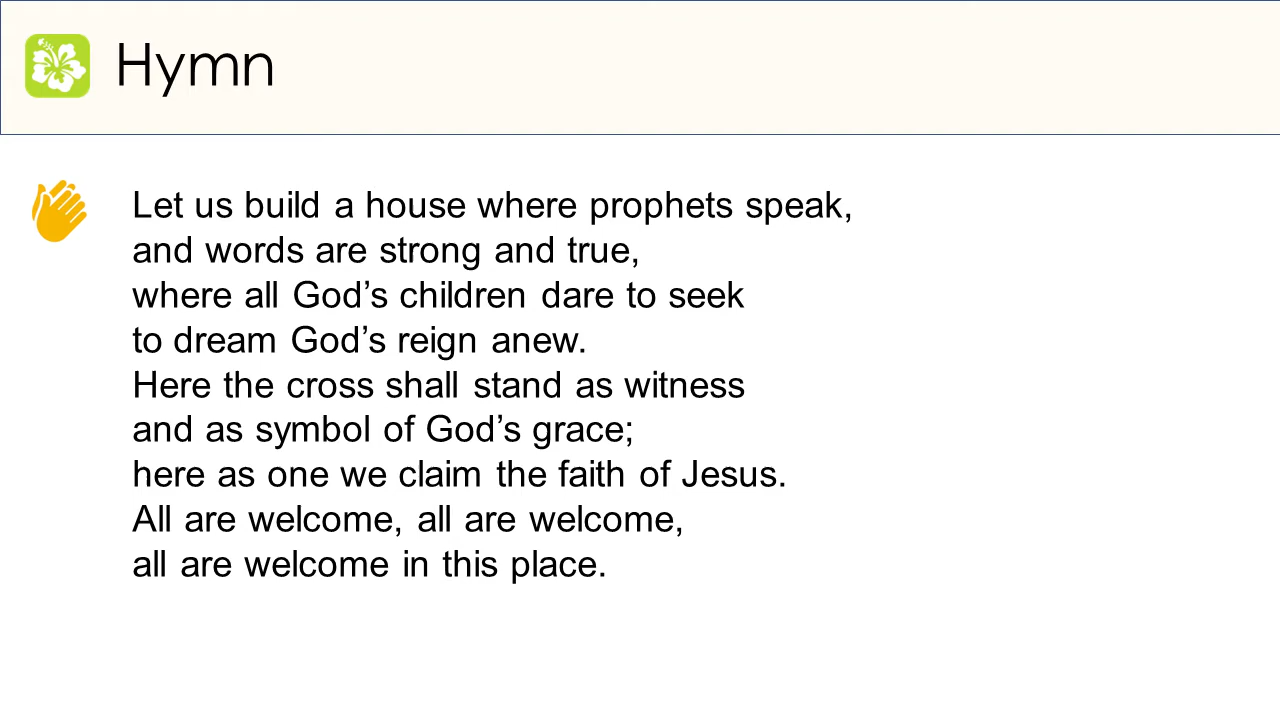 Hymn
Let us build a house where prophets speak,
and words are strong and true,
where all God’s children dare to seek
to dream God’s reign anew.
Here the cross shall stand as witness
and as symbol of God’s grace;
here as one we claim the faith of Jesus.
All are welcome, all are welcome,
all are welcome in this place.